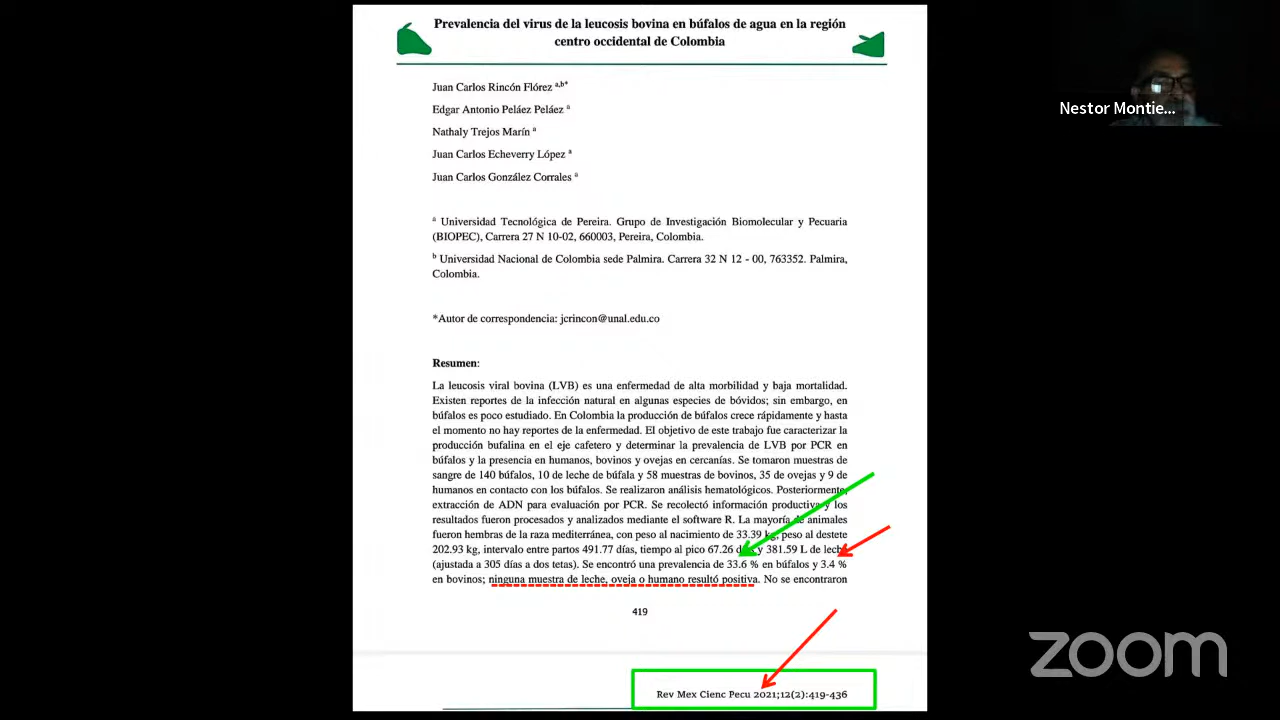 Prevalencia del virus de la leucosis bovina en búfalos de agua en la región
centro occidental de Colombia
Juan Carlos Rincón Flórez a,b*
Edgar Antonio Peláez Peláez a
Nathaly Trejos Marín a
Juan Carlos Echeverry López a
Juan Carlos González Corrales a
a Universidad Tecnológica de Pereira. Grupo de Investigación Biomolecular y Pecuaria
(BIOPEC), Carrera 27 N 10-02, 660003, Pereira, Colombia.
b Universidad Nacional de Colombia sede Palmira. Carrera 32 N 12 - 00, 763352. Palmira,
Colombia.
*Autor de correspondencia: jcrincon@unal.edu.co
Resumen:
La leucosis viral bovina (LVB) es una enfermedad de alta morbilidad y baja mortalidad.
Existen reportes de la infección natural en algunas especies de bóvidos; sin embargo, en
búfalos es poco estudiado. En Colombia la producción de búfalos crece rápidamente y hasta
el momento no hay reportes de la enfermedad. El objetivo de este trabajo fue caracterizar la
producción bufalina en el eje cafetero y determinar la prevalencia de LVB por PCR en
búfalos y la presencia en humanos, bovinos y ovejas en cercanías. Se tomaron muestras de
sangre de 140 búfalos, 10 de leche de búfala y 58 muestras de bovinos, 35 de ovejas y 9 de
humanos en contacto con los búfalos. Se realizaron análisis hematológicos. Posteriormente,
extracción de ADN para evaluación por PCR. Se recolectó información productiva y los
resultados fueron procesados y analizados mediante el software R. La mayoría de animales
fueron hembras de la raza mediterránea, con peso al nacimiento de 33.39 kg, peso al destete
202.93 kg, intervalo entre partos 491.77 días, tiempo al pico 67.26 días y 381.59 L de leche
(ajustada a 305 días a dos tetas). Se encontró una prevalencia de 33.6 % en búfalos y 3.4 %
en bovinos; ninguna muestra de leche, oveja o humano resultó positiva. No se encontraron
419
Rev Mex Cienc Pecu 2021;12(2):419-436
Nestor Montie...
zoom